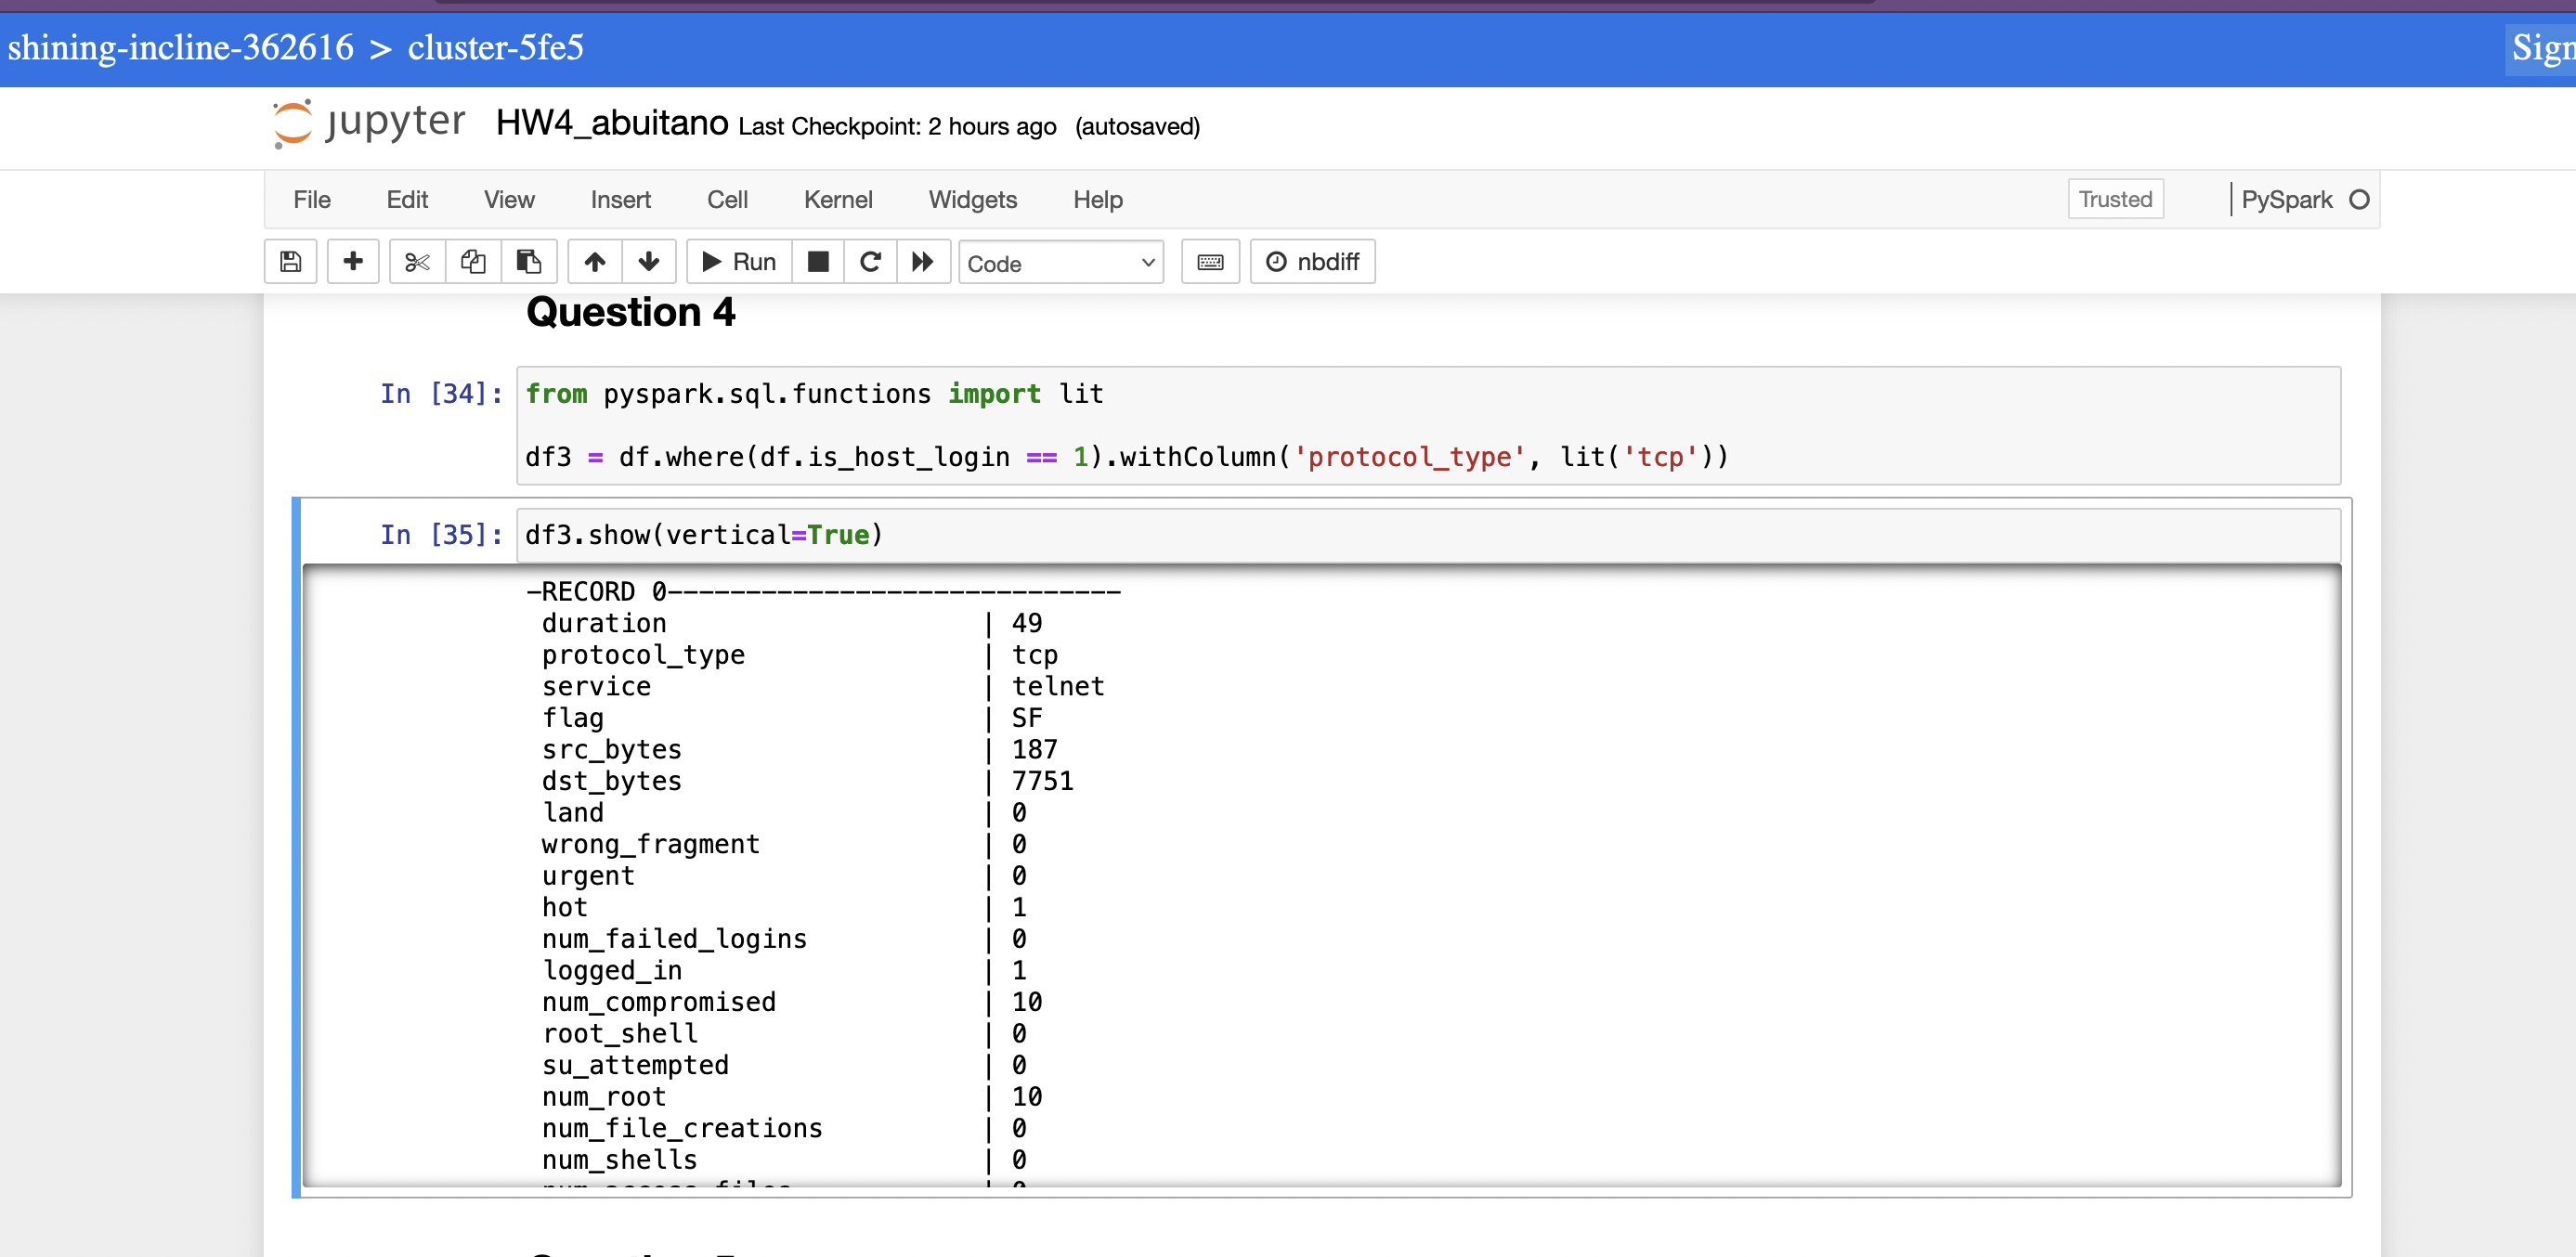 shining-incline-362616 > cluster-5fe5
jupyter HW4_abuitano Last Checkpoint: 2 hours ago (autosaved)
File Edit View Insert Cell Kernel Widgets Help Trusted PySpark
Run Code nbdiff
Question 4
In [34]: from pyspark.sql.functions import lit
df3 = df.where(df.is_host_login == 1).withColumn('protocol_type', lit('tcp'))
In [35]: df3.show(vertical=True)
-RECORD 0-----------------------------
duration | 49
protocol_type | tcp
service | telnet
flag | SF
src_bytes | 187
dst_bytes | 7751
land | 0
wrong_fragment | 0
urgent | 0
hot | 1
num_failed_logins | 0
logged_in | 1
num_compromised | 10
root_shell | 0
su_attempted | 0
num_root | 10
num_file_creations | 0
num_shells | 0